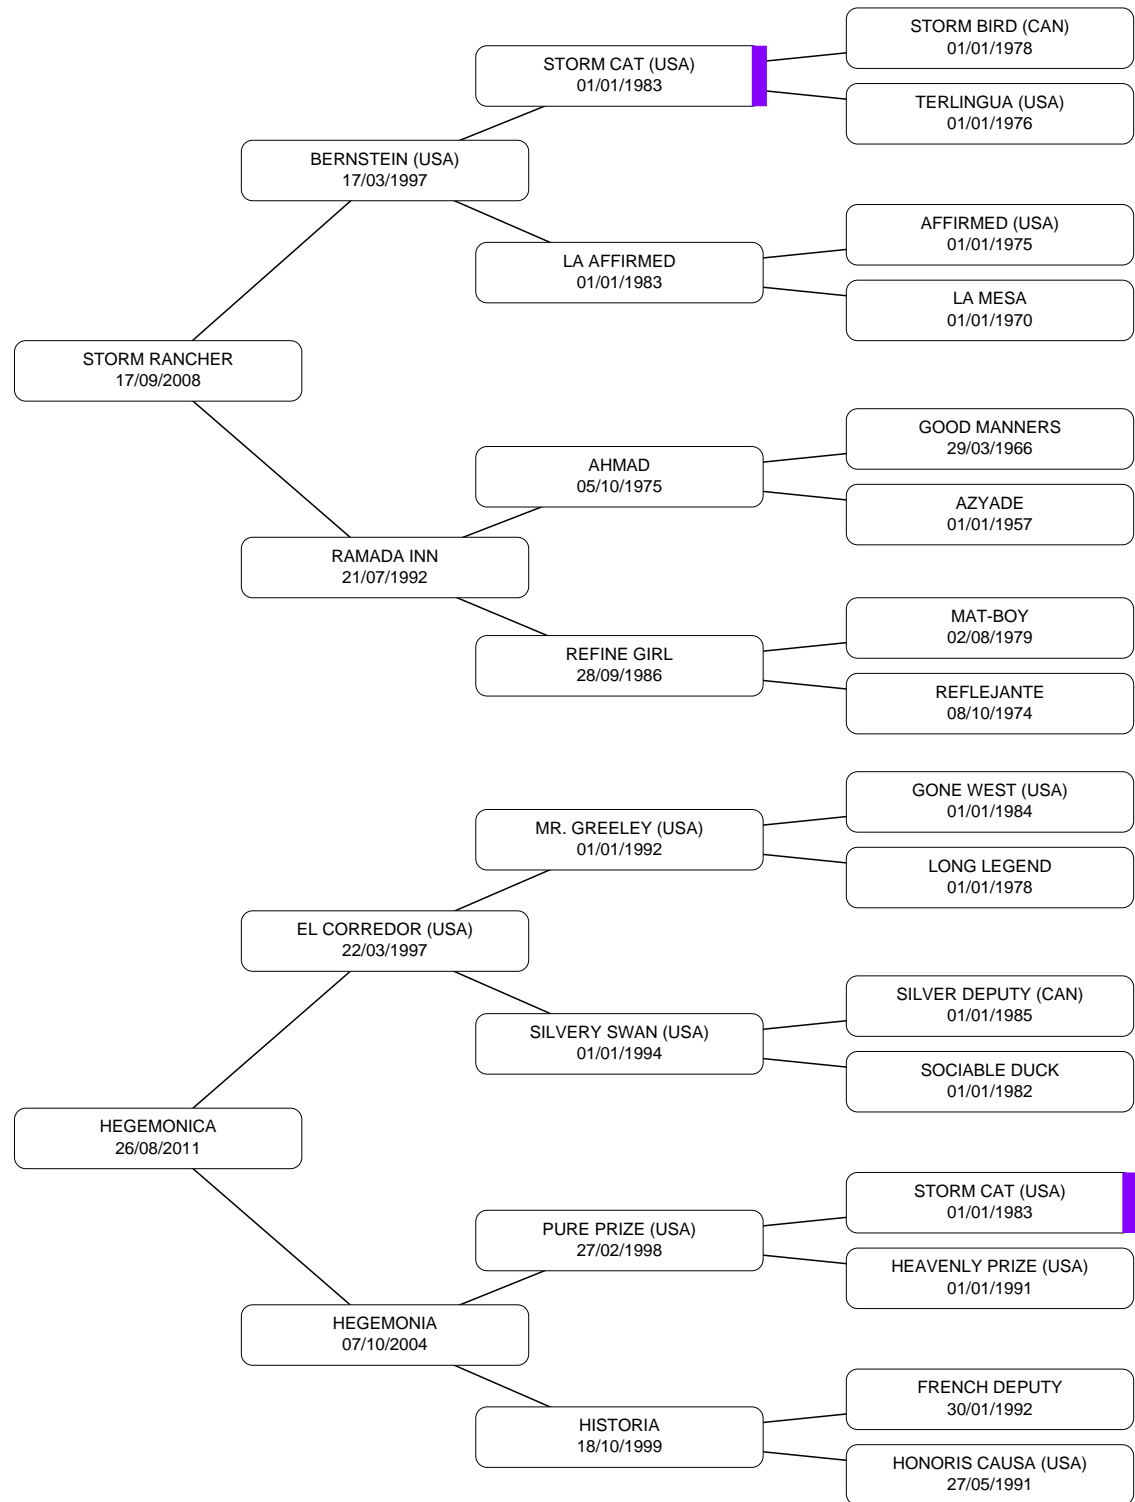 STORM BIRD (CAN)
01/01/1978
STORM CAT (USA)
01/01/1983
TERLINGUA (USA)
01/01/1976
BERNSTEIN (USA)
17/03/1997
AFFIRMED (USA)
01/01/1975
LA AFFIRMED
01/01/1983
LA MESA
01/01/1970
STORM RANCHER
17/09/2008
GOOD MANNERS
29/03/1966
AHMAD
05/10/1975
AZYADE
01/01/1957
RAMADA INN
21/07/1992
MAT-BOY
02/08/1979
REFINE GIRL
28/09/1986
REFLEJANTE
08/10/1974
GONE WEST (USA)
01/01/1984
MR. GREELEY (USA)
01/01/1992
LONG LEGEND
01/01/1978
EL CORREDOR (USA)
22/03/1997
SILVER DEPUTY (CAN)
01/01/1985
SILVERY SWAN (USA)
01/01/1994
SOCIABLE DUCK
01/01/1982
HEGEMONICA
26/08/2011
STORM CAT (USA)
01/01/1983
PURE PRIZE (USA)
27/02/1998
HEAVENLY PRIZE (USA)
01/01/1991
HEGEMONIA
07/10/2004
FRENCH DEPUTY
30/01/1992
HISTORIA
18/10/1999
HONORIS CAUSA (USA)
27/05/1991